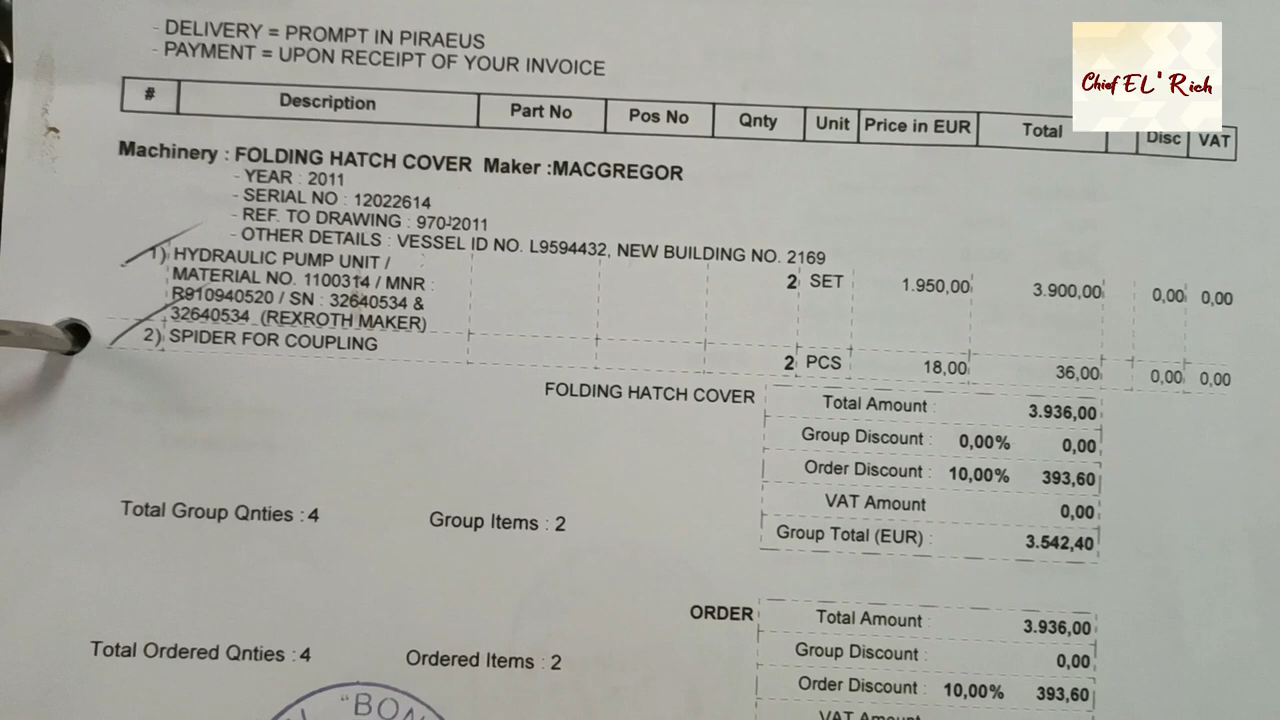 - DELIVERY = PROMPT IN PIRAEUS
- PAYMENT = UPON RECEIPT OF YOUR INVOICE
Chief EL' Rich
# Description Part No Pos No Qnty Unit Price in EUR Total Disc VAT
Machinery : FOLDING HATCH COVER Maker :MACGREGOR
- YEAR : 2011
- SERIAL NO : 12022614
- REF. TO DRAWING : 970-2011
- OTHER DETAILS : VESSEL ID NO. L9594432, NEW BUILDING NO. 2169
1) HYDRAULIC PUMP UNIT / 2 SET 1.950,00 3.900,00 0,00 0,00
MATERIAL NO. 1100314 / MNR :
R910940520 / SN : 32640534 &
32640534 (REXROTH MAKER)
2) SPIDER FOR COUPLING 2 PCS 18,00 36,00 0,00 0,00
FOLDING HATCH COVER Total Amount : 3.936,00
Group Discount : 0,00% 0,00
Order Discount : 10,00% 393,60
VAT Amount 0,00
Total Group Qnties : 4 Group Items : 2 Group Total (EUR) : 3.542,40
ORDER Total Amount : 3.936,00
Group Discount : 0,00
Total Ordered Qnties : 4 Ordered Items : 2 Order Discount : 10,00% 393,60
"BON
VAT Amount